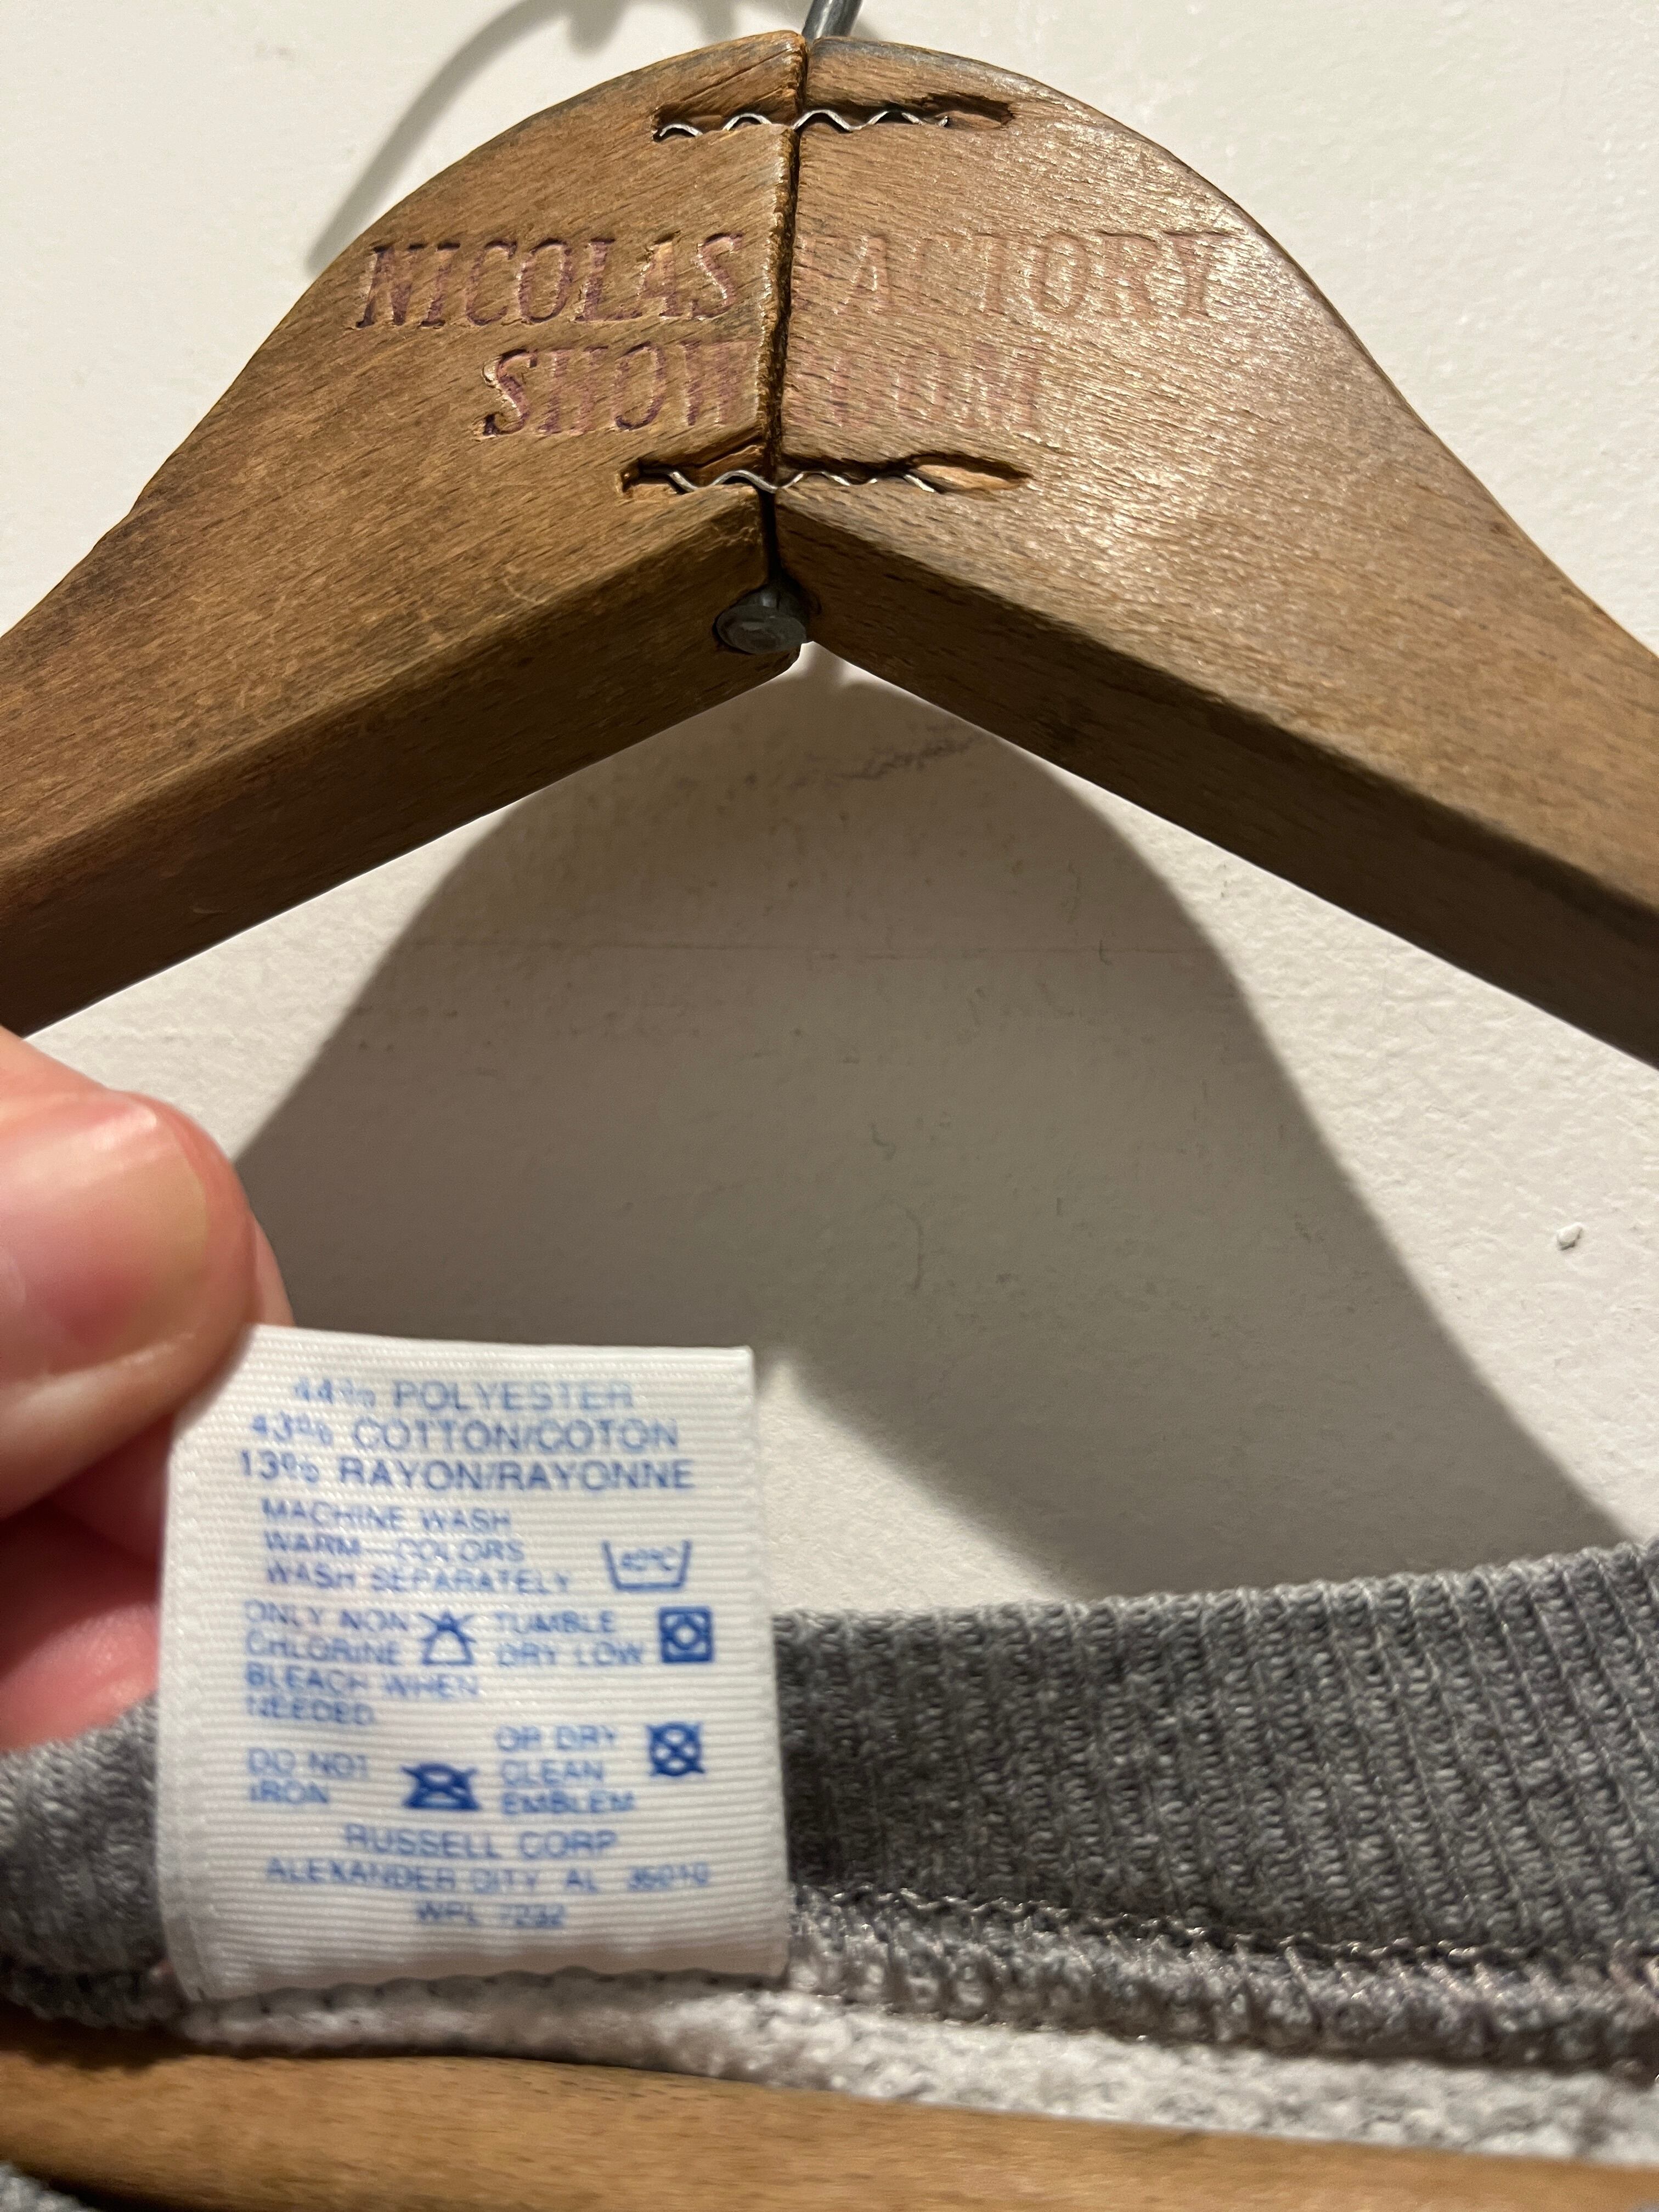 NICOLAS FACTORY
SHOWROOM
44% POLYESTER
43% COTTON/COTON
13% RAYON/RAYONNE
MACHINE WASH
WARM—COLORS
WASH SEPARATELY
40°C
ONLY NON
CHLORINE
BLEACH WHEN
NEEDED
TUMBLE
DRY LOW
DO NOT
IRON
OR DRY
CLEAN
EMBLEM
RUSSELL CORP
ALEXANDER CITY AL 35010
WPL 7232